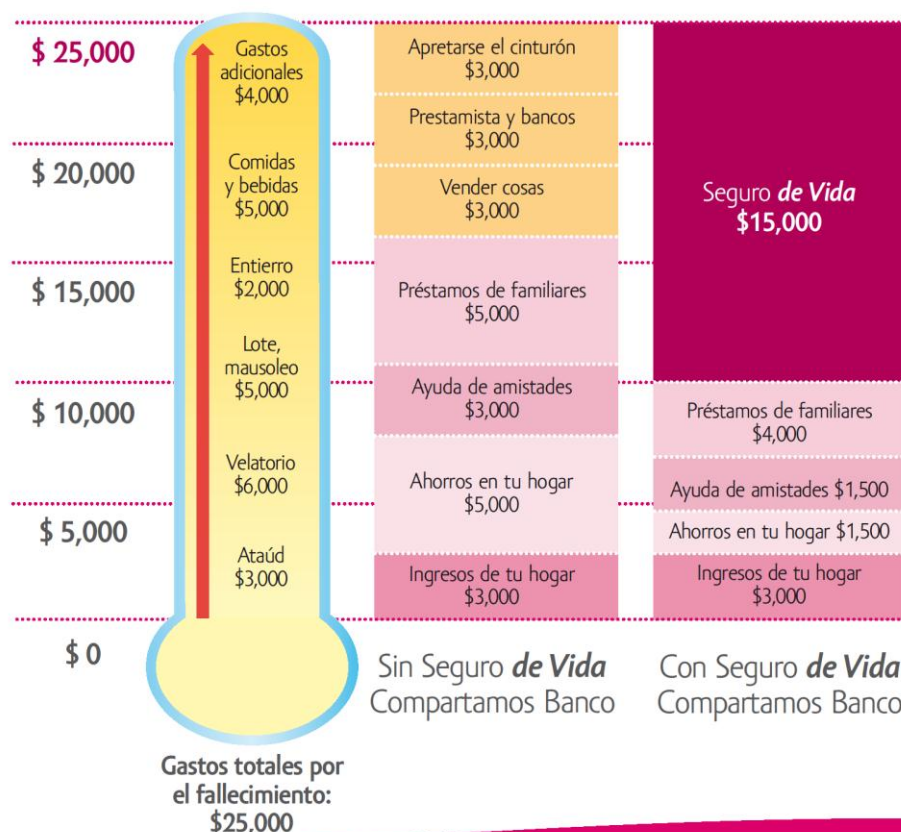 $ 25,000
$ 20,000
$ 15,000
$ 10,000
$ 5,000
$ 0
Gastos
adicionales
$4,000
Comidas
y bebidas
$5,000
Entierro
$2,000
Lote,
mausoleo
$5,000
Velatorio
$6,000
Ataúd
$3,000
Gastos totales por
el fallecimiento:
$25,000
Apretarse el cinturón
$3,000
Prestamista y bancos
$3,000
Vender cosas
$3,000
Préstamos de familiares
$5,000
Ayuda de amistades
$3,000
Ahorros en tu hogar
$5,000
Ingresos de tu hogar
$3,000
Sin Seguro de Vida
Compartamos Banco
Seguro de Vida
$15,000
Préstamos de familiares
$4,000
Ayuda de amistades $1,500
Ahorros en tu hogar $1,500
Ingresos de tu hogar
$3,000
Con Seguro de Vida
Compartamos Banco